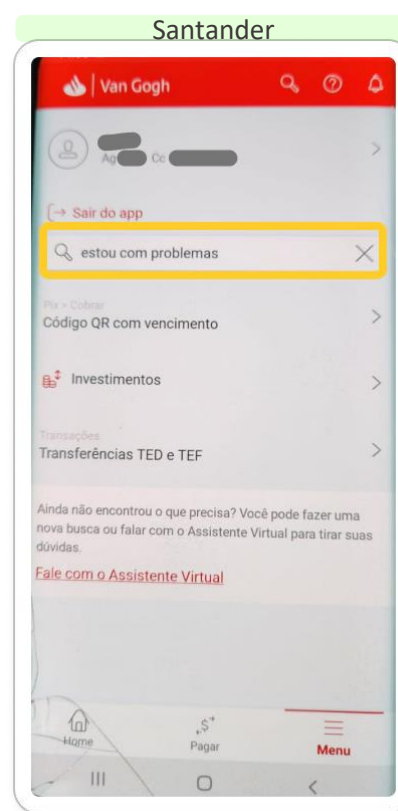 Santander
Van Gogh
Ag Cc
Sair do app
estou com problemas
Pix > Cobrar
Código QR com vencimento
Investimentos
Transações
Transferências TED e TEF
Ainda não encontrou o que precisa? Você pode fazer uma
nova busca ou falar com o Assistente Virtual para tirar suas
dúvidas.
Fale com o Assistente Virtual
Home
Pagar
Menu